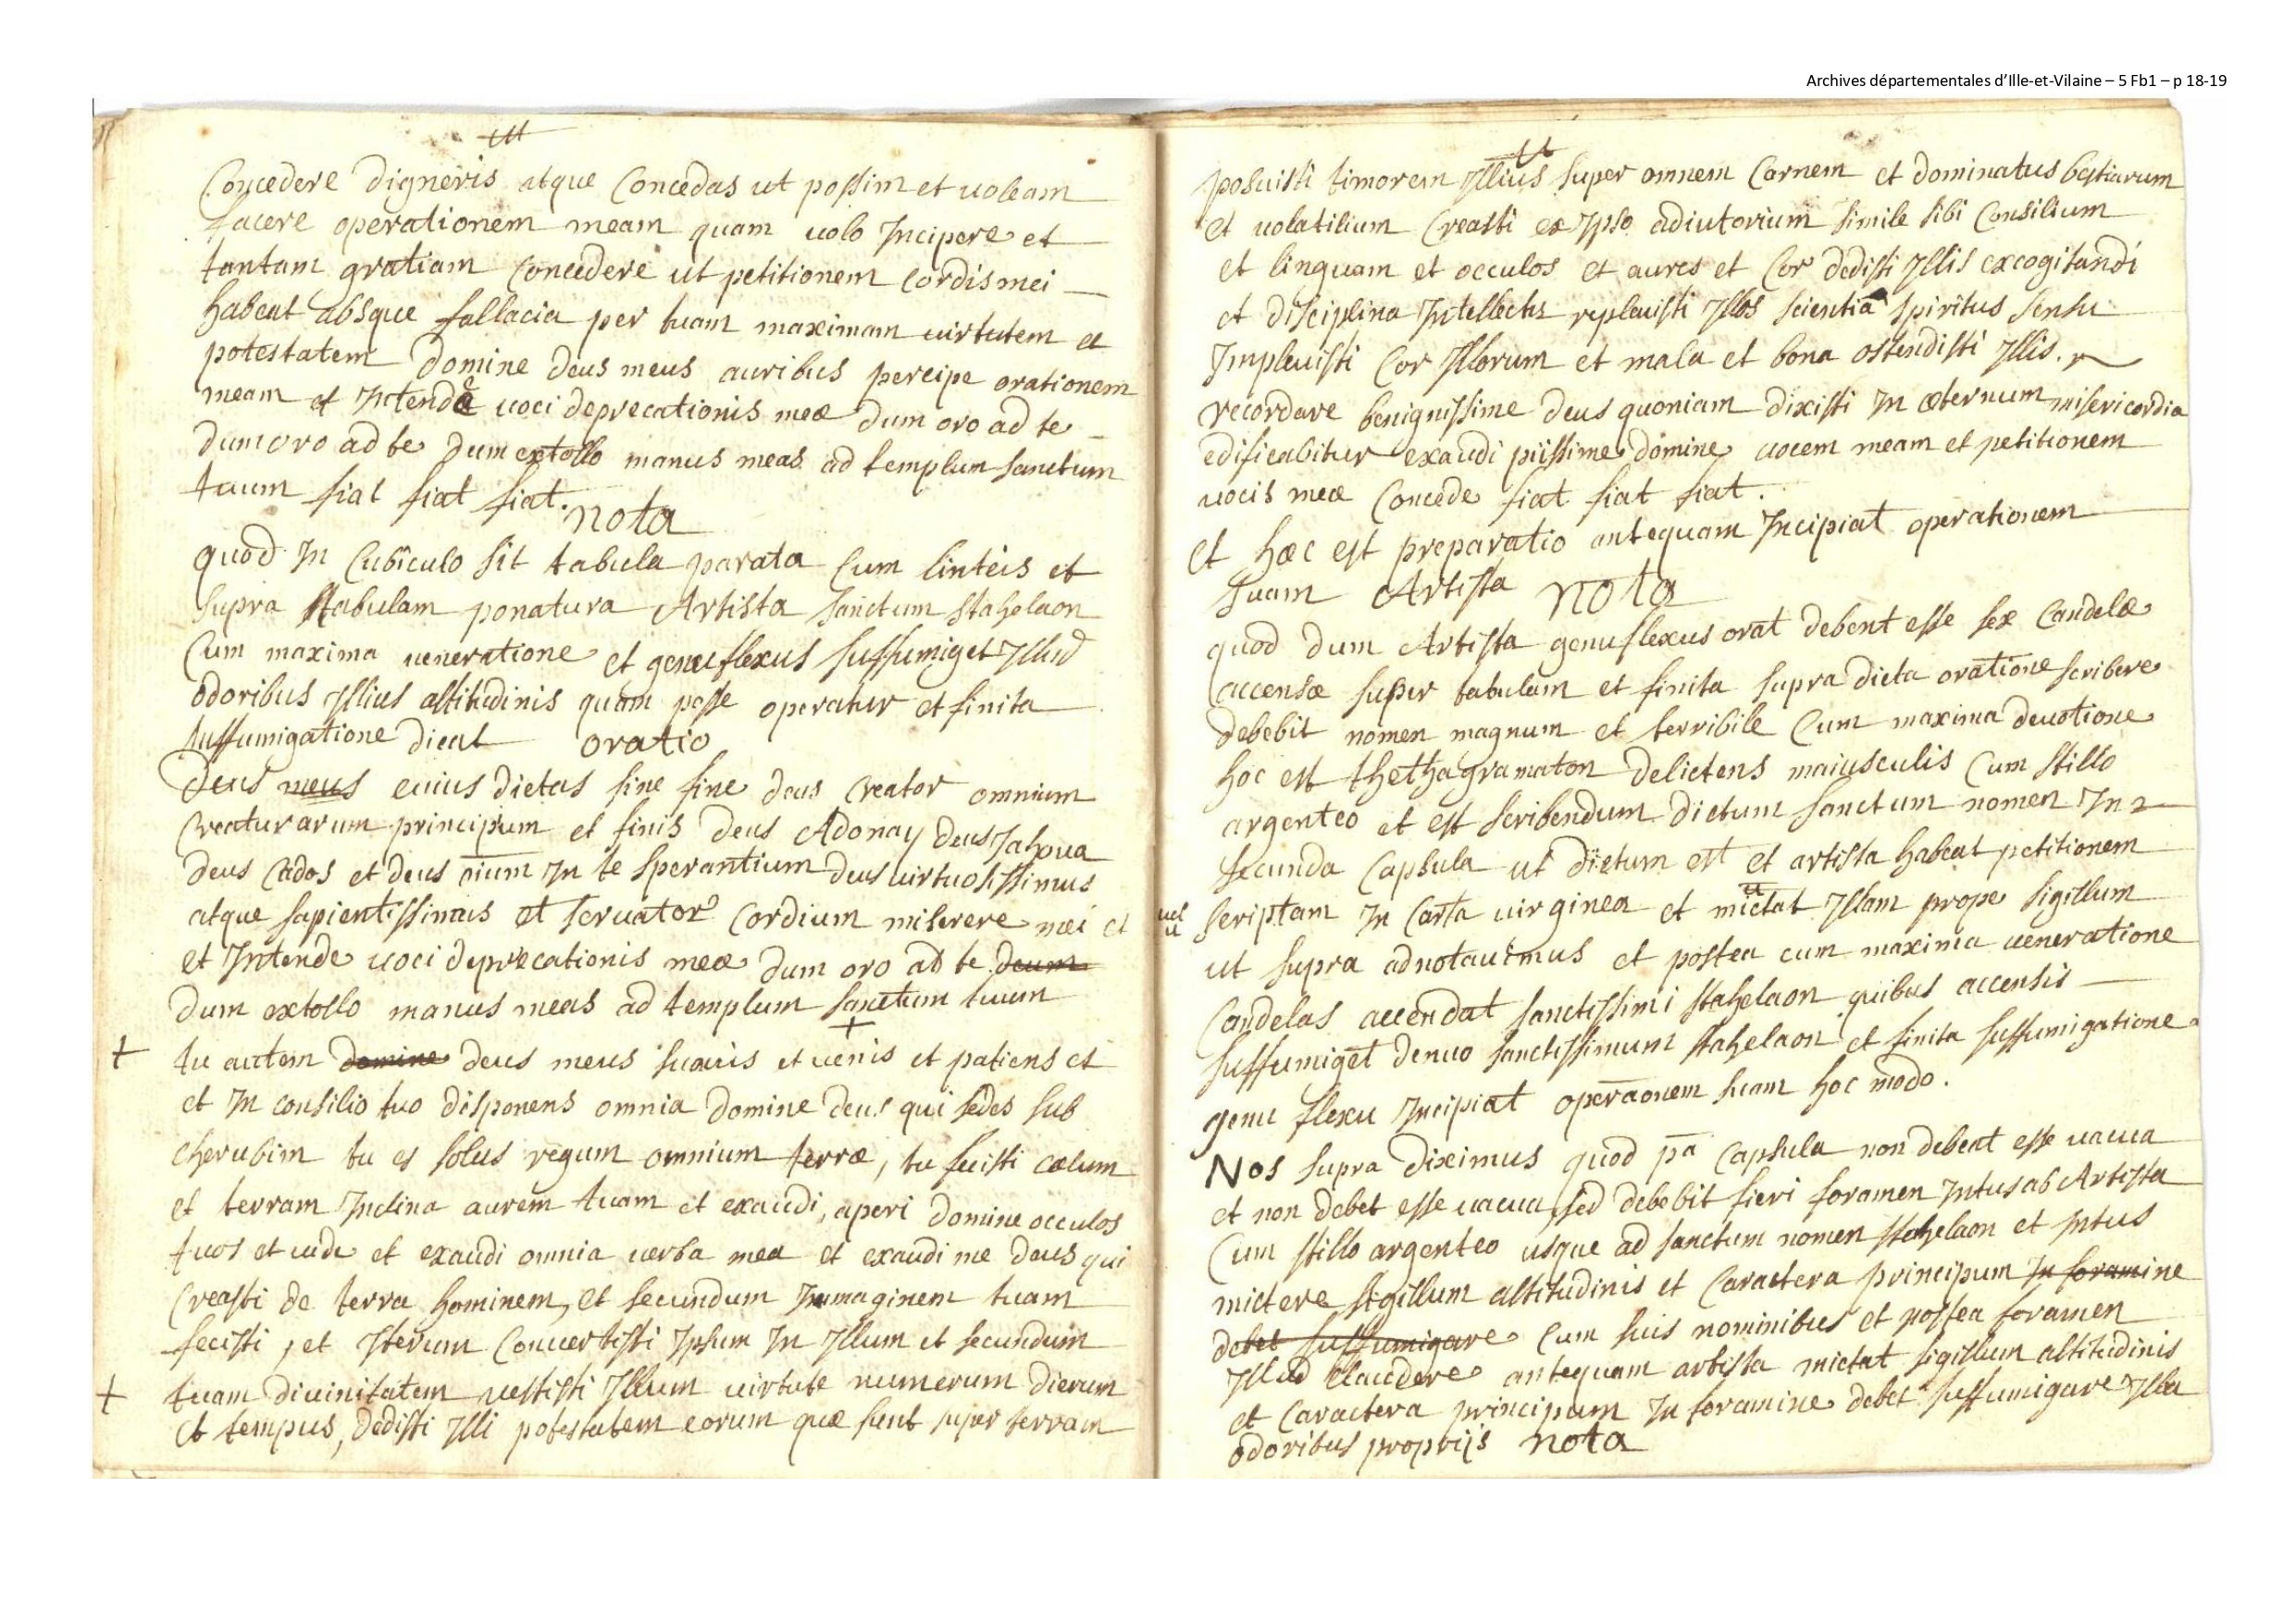 Archives départementales d'Ille-et-Vilaine – 5 Fb1 – p 18-19
Concedere digneris atque Concedas ut possim et ualeam
facere operationem meam quam uolo Incipere et
tantam gratiam Concedere ut petitionem Cordis mei
habeat absque fallacia per tuam maximam uirtutem et
potestatem Domine Deus meus auribus percipe orationem
meam et Intende uoci deprecationis meæ dum oro ad te
dum oro ad te dum extollo manus meas ad templum sanctum
tuum fiat fiat fiat.
nota
quod In Cubiculo sit tabula parata Cum linteis et
supra tabulam ponatura Artista sanctum stahelaon
Cum maxima ueneratione et genuflexus suffumiget Illud
odoribus Illius altitudinis quam posse operatur et finita
suffumigatione dicat oratio
Deus meus cuius dietas sine fine deus Creator omnium
Creaturarum principium et finis Deus Adonay Deus Jahoua
deus Cados et deus oium In te sperantium deus uirtuosissimus
atque sapientissimus et seruator Cordium miserere mei et
et Intende uoci deprecationis meæ dum oro ad te deum
dum extollo manus meas ad templum sanctum tuum
+
+ tu autem domine deus meus suauis et uenis et patiens et
et In consilio tuo disponens omnia Domine deus qui sedes sub
Cherubim tu es solus regum omnium terræ, tu fecisti cælum
et terram Inclina aurem tuam et exaudi, aperi domine occulos
tuos et uide et exaudi omnia uerba mea et exaudi me Deus qui
Creasti de terra hominem, et secundum Immaginem tuam
fecisti, et Iterum Conuertisti Ipsum In Illum et secundum
+ tuam diuinitatem uestisti Illum uirtute numerum dierum
et tempus, dedisti Illi potestatem eorum quæ sunt super terram
posuisti timorem Illius super omnem Carnem et dominatus bestiarum
et uolatilium Creasti ex Ipso adiutorium simile sibi Consilium
et linguam et occulos et aures et Cor dedisti Illis excogitandi
et disciplina Intellectus repleuisti Illos scientia spiritus sensu
Impleuisti Cor Illorum et mala et bona ostendisti Illis.
recordare benignissime Deus quoniam dixisti In æternum misericordia
edificabitur exaudi piissime domine uocem meam et petitionem
uocis meæ Concede fiat fiat fiat.
Et hæc est preparatio antequam Incipiat operationem
suam Artista nota
quod dum Artista genuflexus orat debent esse sex Candelæ
accensæ super tabulam et finita supra dicta oratione scribere
debebit nomen magnum et terribile Cum maxima deuotione
hoc est thethagramaton delictens maiusculis Cum stillo
argenteo et est scribendum dictum sanctum nomen In 2
secunda Capsula ut dictum est et artista habeat petitionem
uel scriptam In Carta uirginea et mictat Illam prope sigillum
ut supra adnotauimus et postea cum maxima ueneratione
Candelas accendat sanctissimi stahelaon quibus accensis
suffumiget denuo sanctissimum stahelaon et finita suffumigatione
genu flexu Incipiat operaonem suam hoc modo.
Nos supra diximus quod pa Capsula non debeat esse uacua
et non debet esse uacua sed debebit fieri foramen Intus ab Artista
Cum stillo argenteo usque ad sanctum nomen stahelaon et Intus
mictere sigillum altitudinis et Caractera principum In foramine
debet suffumigare Cum suis nominibus et postea foramen
Illud Claudere antequam artista mictat sigillum altitudinis
et Caractera principum In foramine debet suffumigare Illa
odoribus proprijs nota